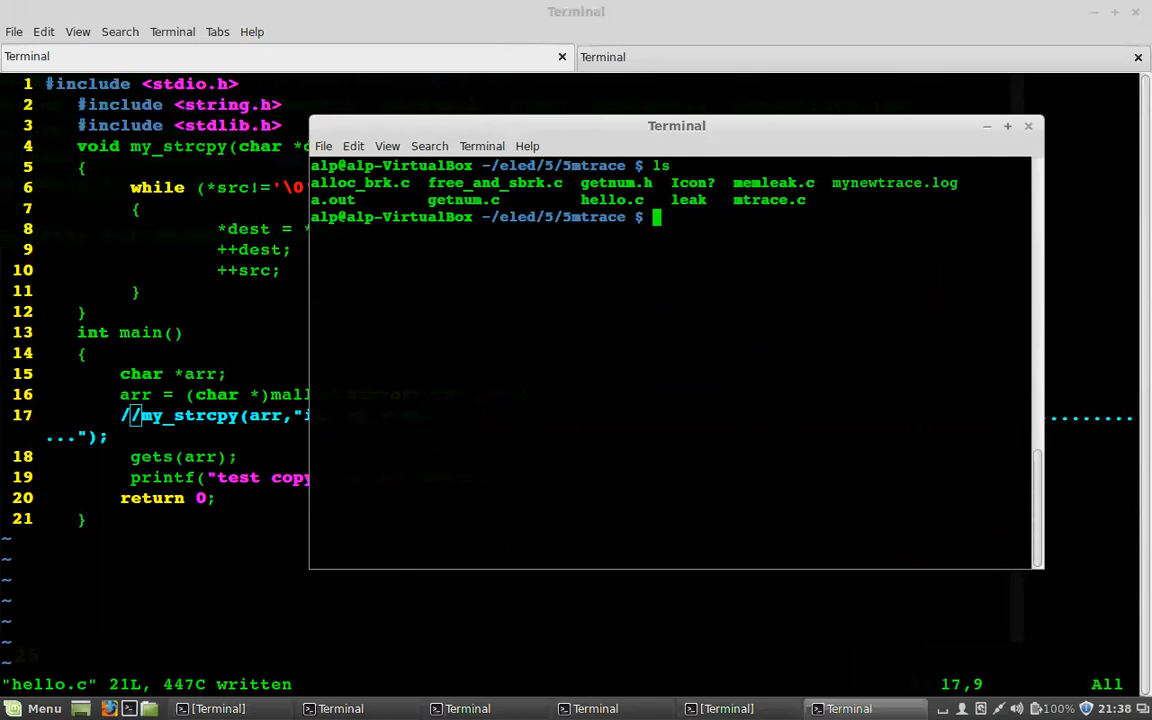 Terminal
File Edit View Search Terminal Tabs Help
Terminal
Terminal
1 #include <stdio.h>
2 #include <string.h>
3 #include <stdlib.h>
4 void my_strcpy(char *
5 {
6 while (*src!='\0
7 {
8 *dest = *
9 ++dest;
10 ++src;
11 }
12 }
13 int main()
14 {
15 char *arr;
16 arr = (char *)mal
17 //my_strcpy(arr,"i
...");
18 gets(arr);
19 printf("test copy
20 return 0;
21 }
~
~
~
~
~
~
~
"hello.c" 21L, 447C written 17,9 All
Terminal
File Edit View Search Terminal Help
alp@alp-VirtualBox ~/eled/5/5mtrace $ ls
alloc_brk.c free_and_sbrk.c getnum.h Icon? memleak.c mynewtrace.log
a.out getnum.c hello.c leak mtrace.c
alp@alp-VirtualBox ~/eled/5/5mtrace $
Menu [Terminal] Terminal Terminal Terminal [Terminal] Terminal 100% 21:38